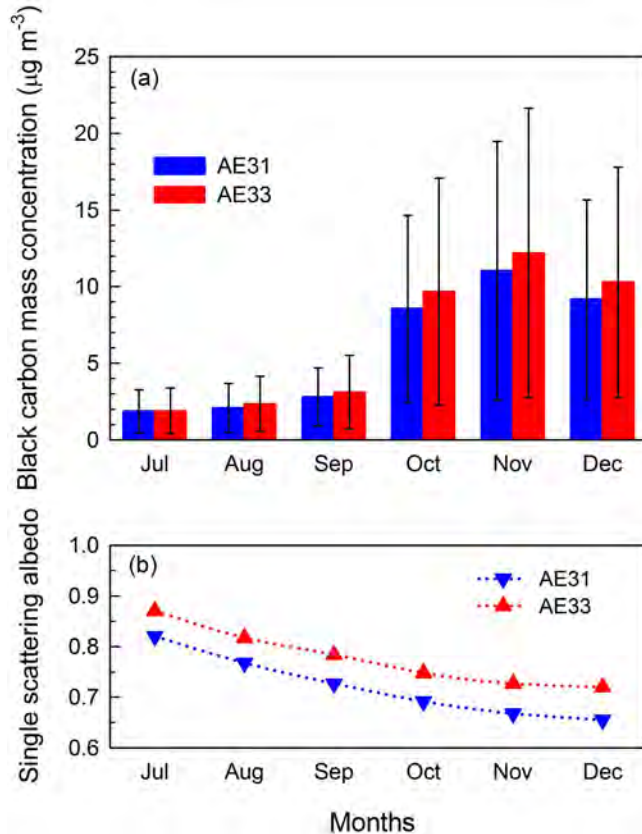 Black carbon mass concentration (μg m-3)
25
20
15
10
5
0
(a)
AE31
AE33
Jul Aug Sep Oct Nov Dec
Single scattering albedo
1.0
0.9
0.8
0.7
0.6
(b)
AE31
AE33
Jul Aug Sep Oct Nov Dec
Months